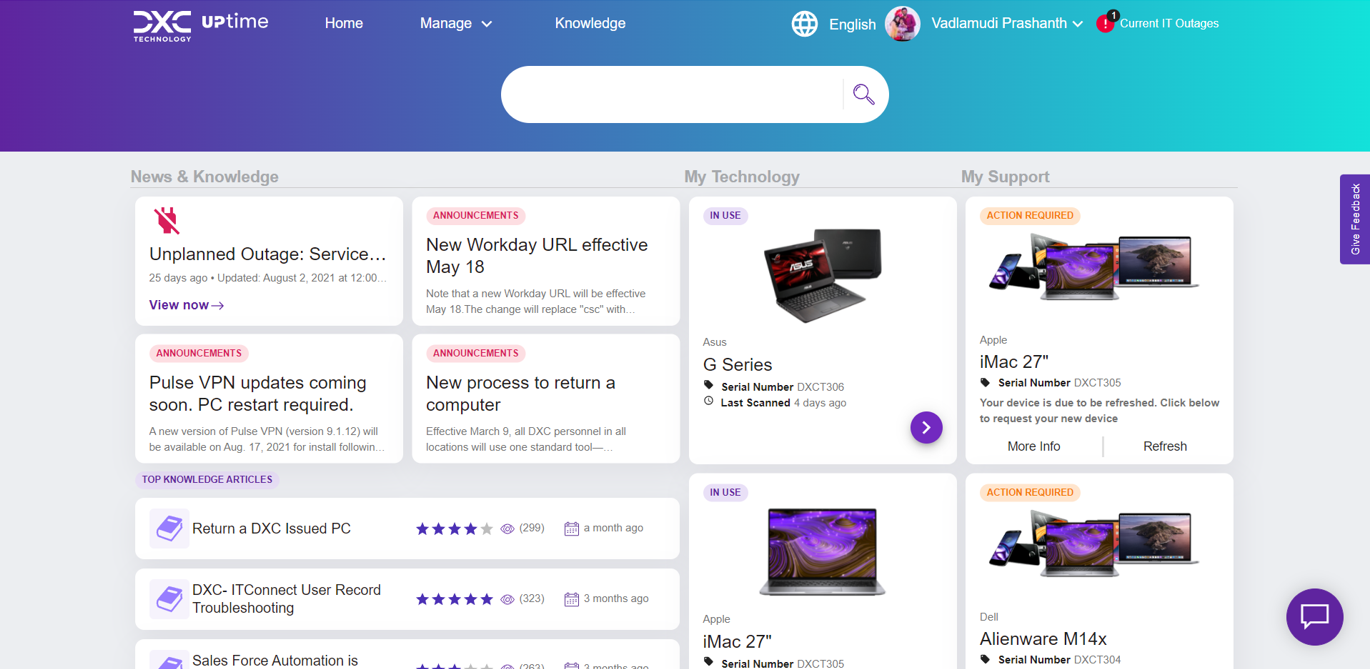 DXC TECHNOLOGY UPtime
Home
Manage
Knowledge
English
Vadlamudi Prashanth
1
Current IT Outages
Give Feedback
News & Knowledge
Unplanned Outage: Service…
25 days ago • Updated: August 2, 2021 at 12:00…
View now→
ANNOUNCEMENTS
New Workday URL effective
May 18
Note that a new Workday URL will be effective
May 18.The change will replace "csc" with…
ANNOUNCEMENTS
Pulse VPN updates coming
soon. PC restart required.
A new version of Pulse VPN (version 9.1.12) will
be available on Aug. 17, 2021 for install followin…
ANNOUNCEMENTS
New process to return a
computer
Effective March 9, all DXC personnel in all
locations will use one standard tool—…
TOP KNOWLEDGE ARTICLES
Return a DXC Issued PC
(299)
a month ago
DXC- ITConnect User Record
Troubleshooting
(323)
3 months ago
Sales Force Automation is
(263)
3 months ago
My Technology
IN USE
ASUS
Asus
G Series
Serial Number DXCT306
Last Scanned 4 days ago
IN USE
Apple
iMac 27"
Serial Number DXCT305
My Support
ACTION REQUIRED
Apple
iMac 27"
Serial Number DXCT305
Your device is due to be refreshed. Click below
to request your new device
More Info
Refresh
ACTION REQUIRED
Dell
Alienware M14x
Serial Number DXCT304